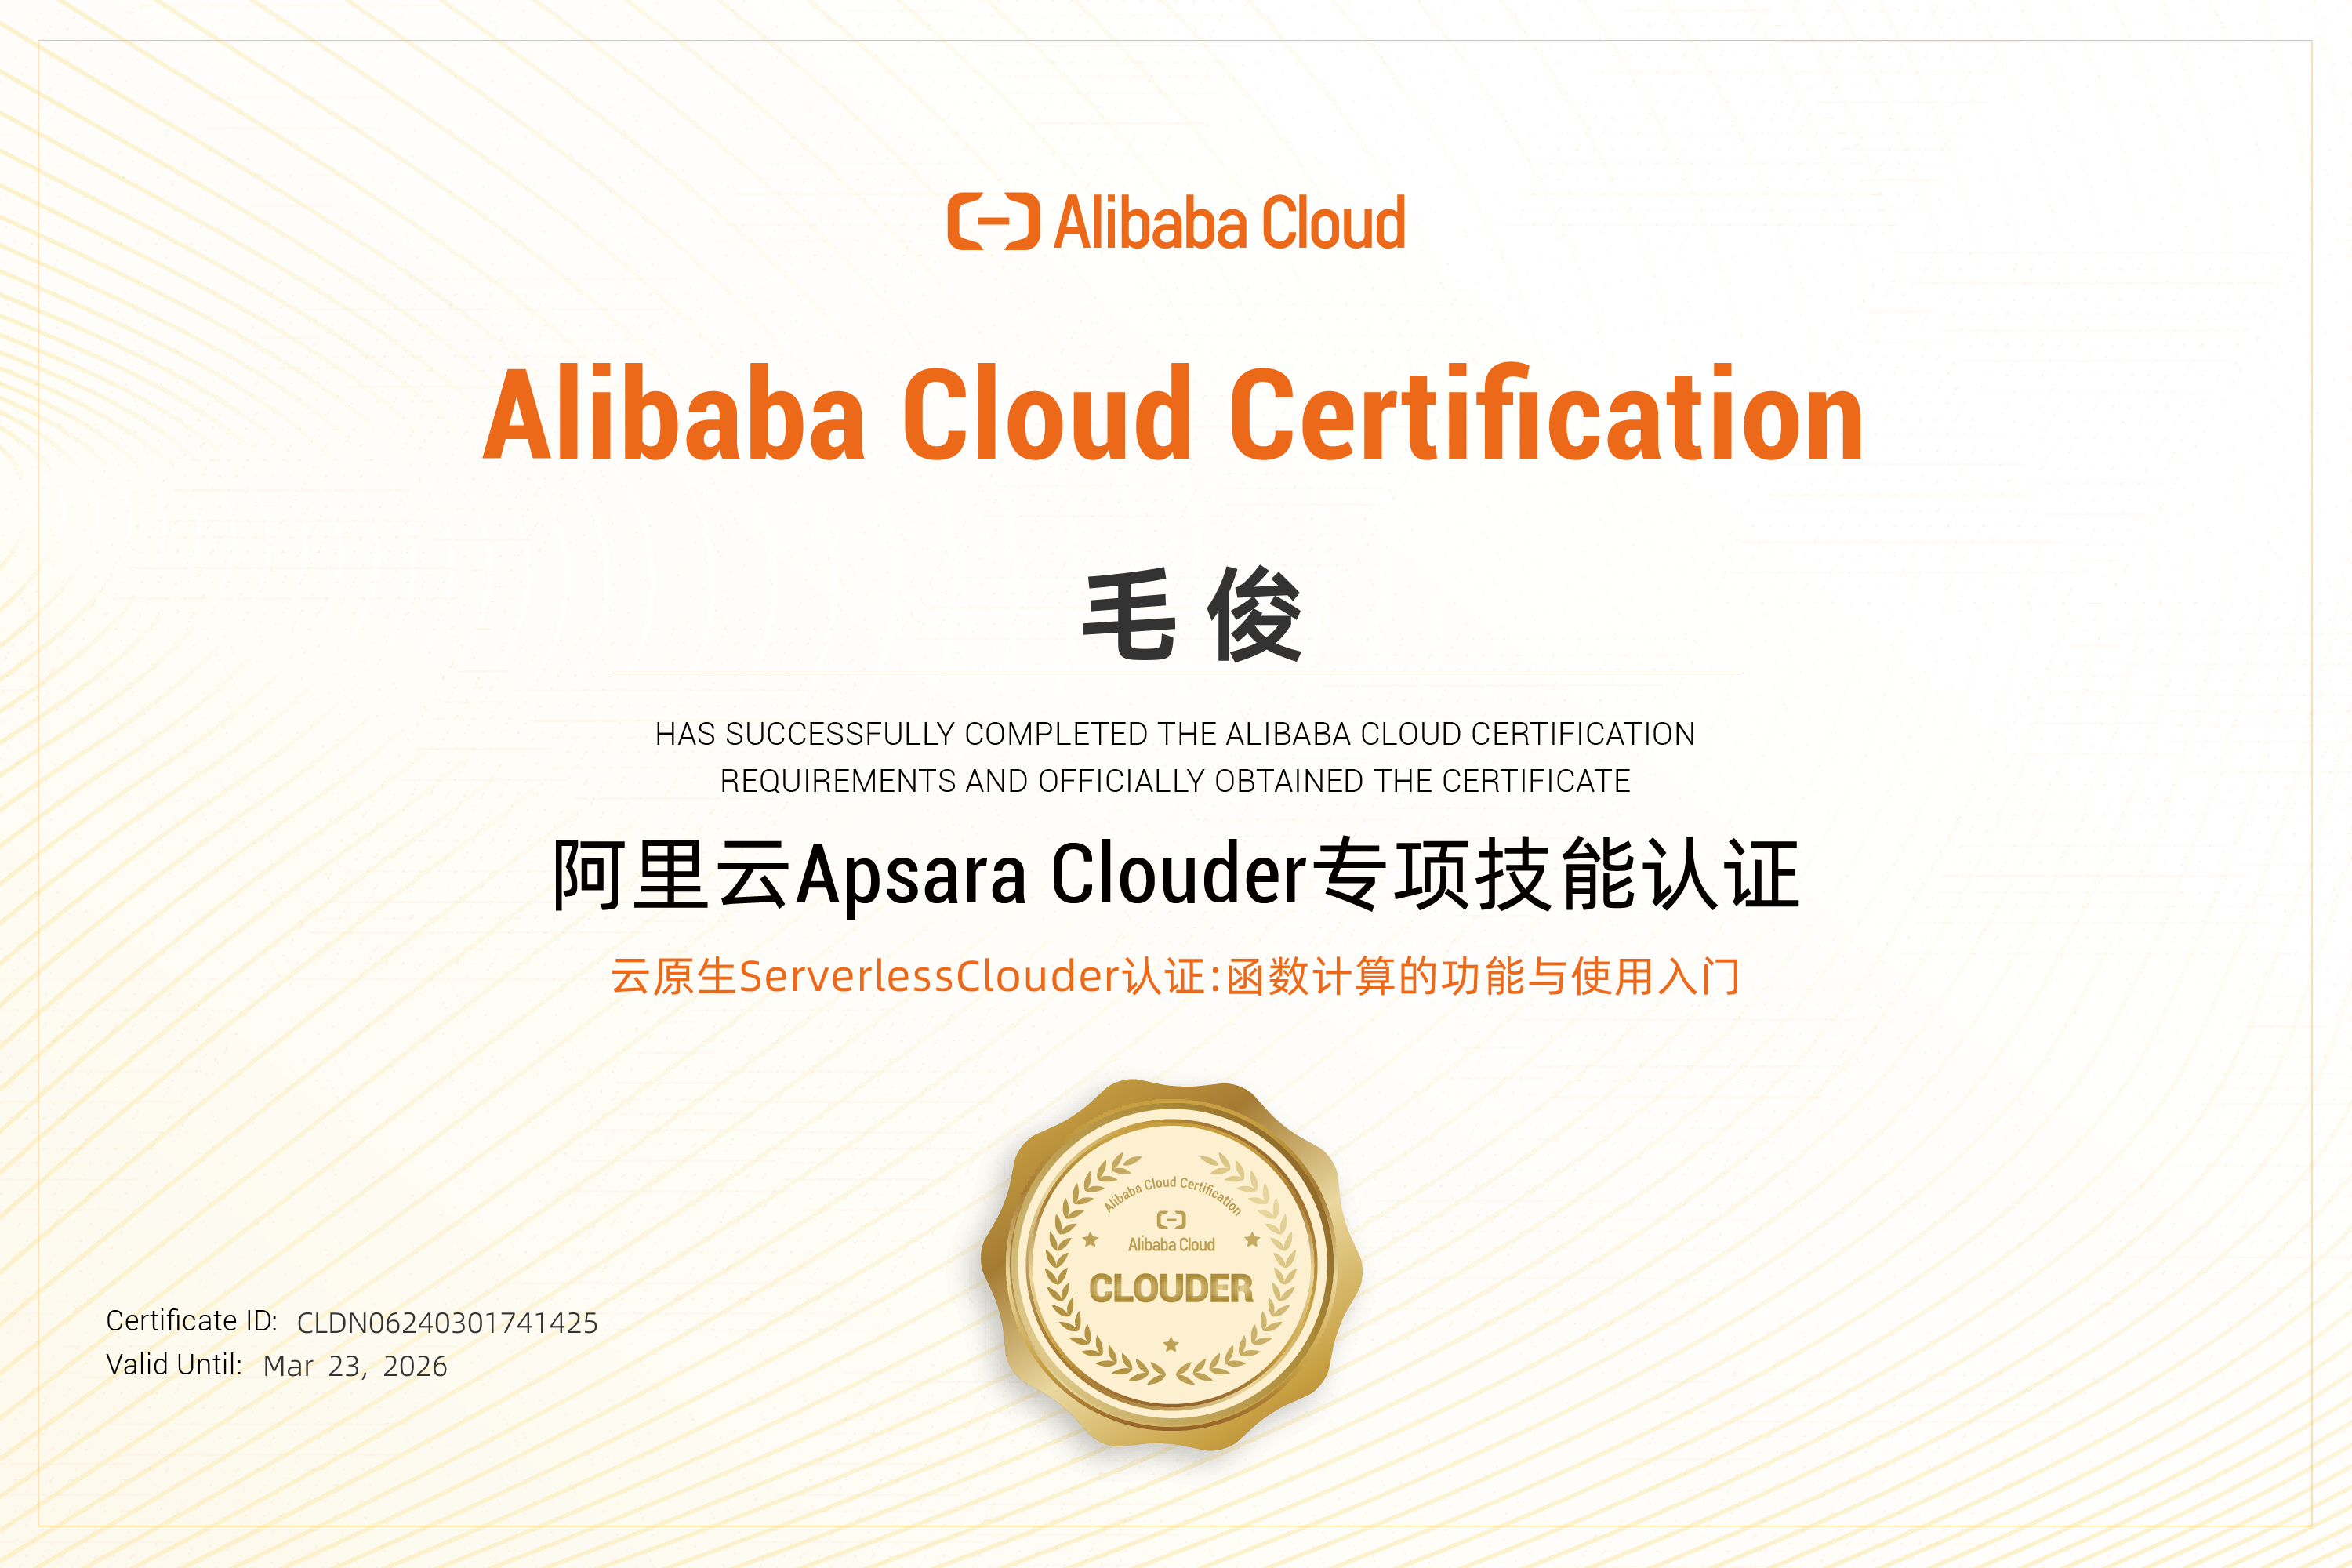 Alibaba Cloud
Alibaba Cloud Certification
毛 俊
HAS SUCCESSFULLY COMPLETED THE ALIBABA CLOUD CERTIFICATION
REQUIREMENTS AND OFFICIALLY OBTAINED THE CERTIFICATE
阿里云Apsara Clouder专项技能认证
云原生ServerlessClouder认证:函数计算的功能与使用入门
Alibaba Cloud Certification
Alibaba Cloud
CLOUDER
Certificate ID: CLDN06240301741425
Valid Until: Mar 23, 2026